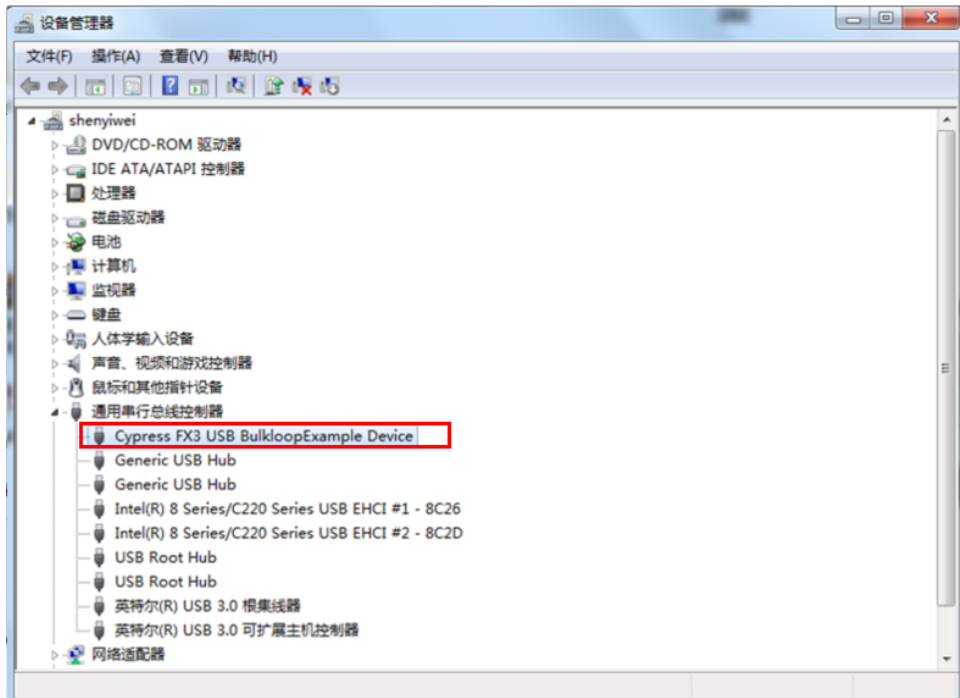 设备管理器
文件(F) 操作(A) 查看(V) 帮助(H)
shenyiwei
DVD/CD-ROM 驱动器
IDE ATA/ATAPI 控制器
处理器
磁盘驱动器
电池
计算机
监视器
键盘
人体学输入设备
声音、视频和游戏控制器
鼠标和其他指针设备
通用串行总线控制器
Cypress FX3 USB BulkloopExample Device
Generic USB Hub
Generic USB Hub
Intel(R) 8 Series/C220 Series USB EHCI #1 - 8C26
Intel(R) 8 Series/C220 Series USB EHCI #2 - 8C2D
USB Root Hub
USB Root Hub
英特尔(R) USB 3.0 根集线器
英特尔(R) USB 3.0 可扩展主机控制器
网络适配器